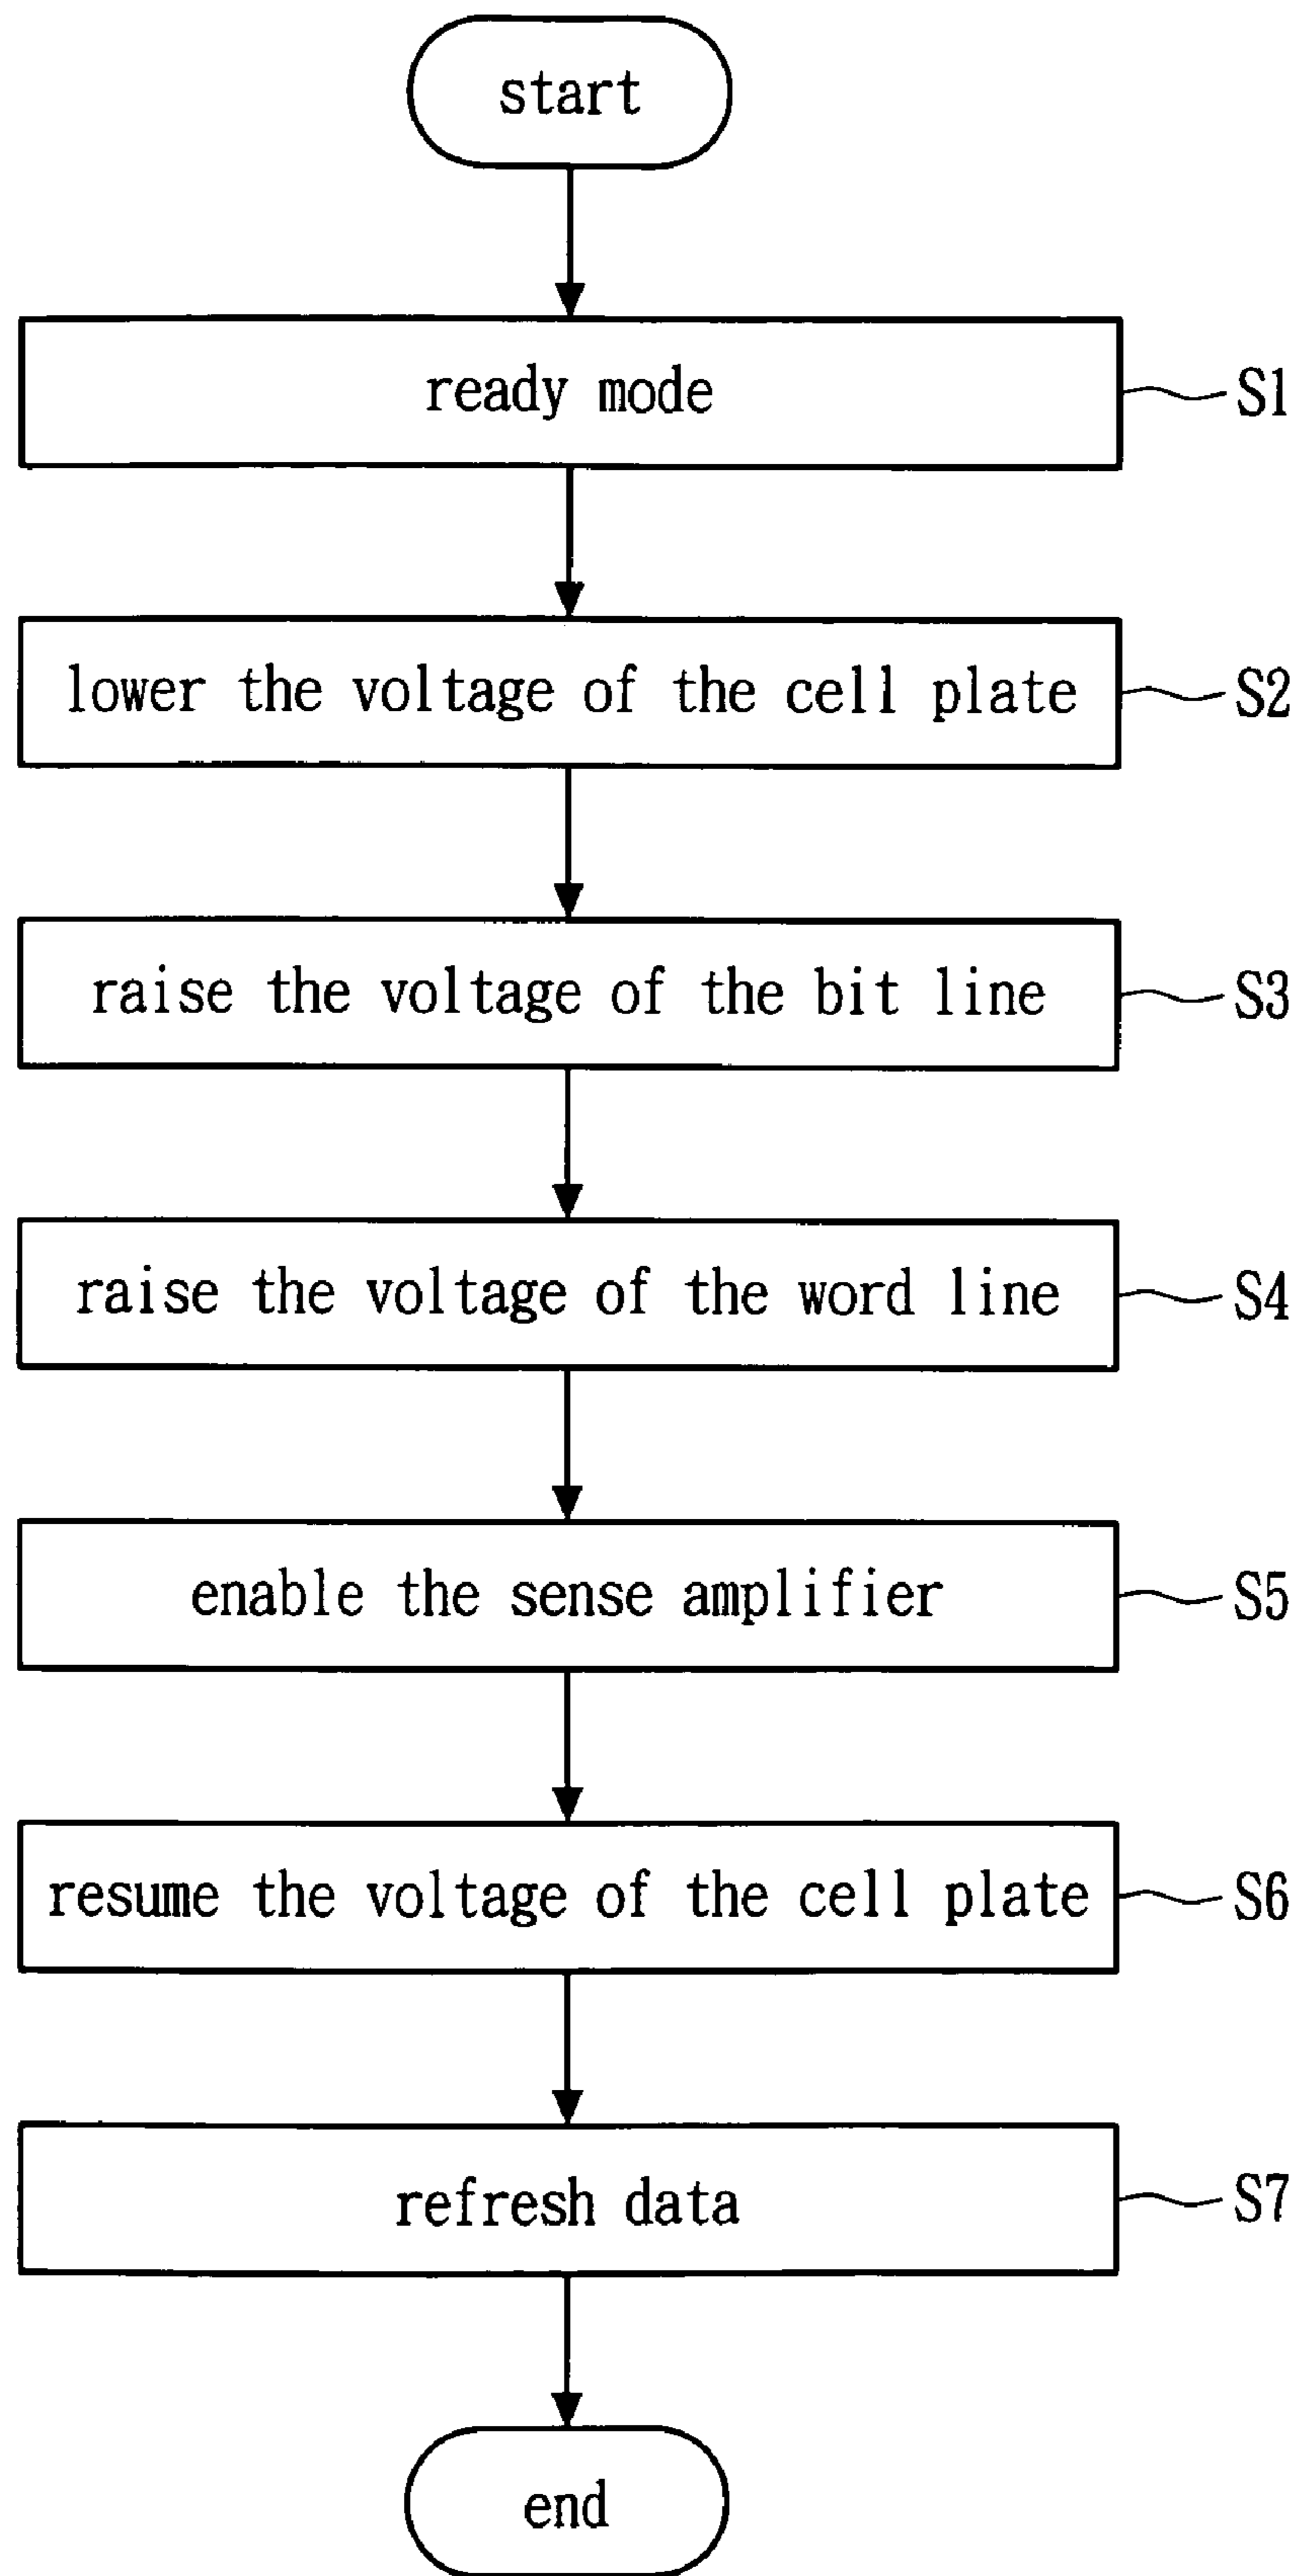 start
ready mode S1
lower the voltage of the cell plate S2
raise the voltage of the bit line S3
raise the voltage of the word line S4
enable the sense amplifier S5
resume the voltage of the cell plate S6
refresh data S7
end